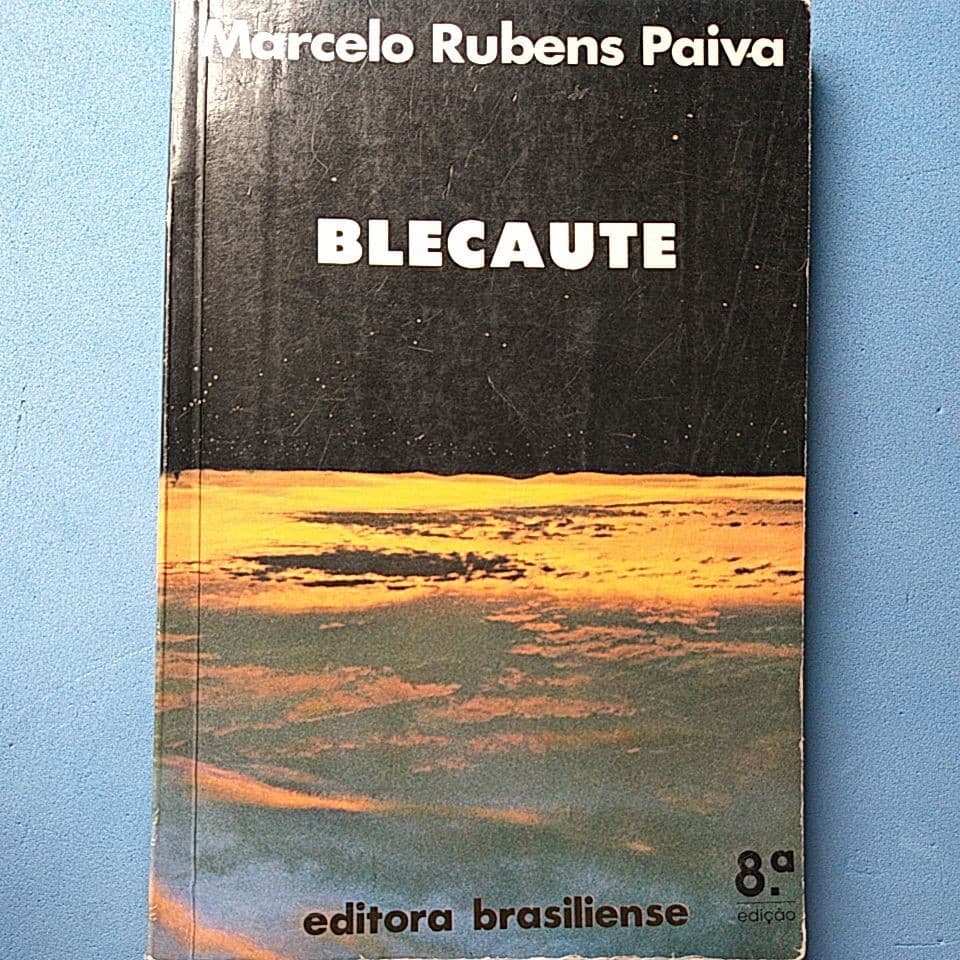 Marcelo Rubens Paiva
BLECAUTE
8.ª
edição
editora brasiliense